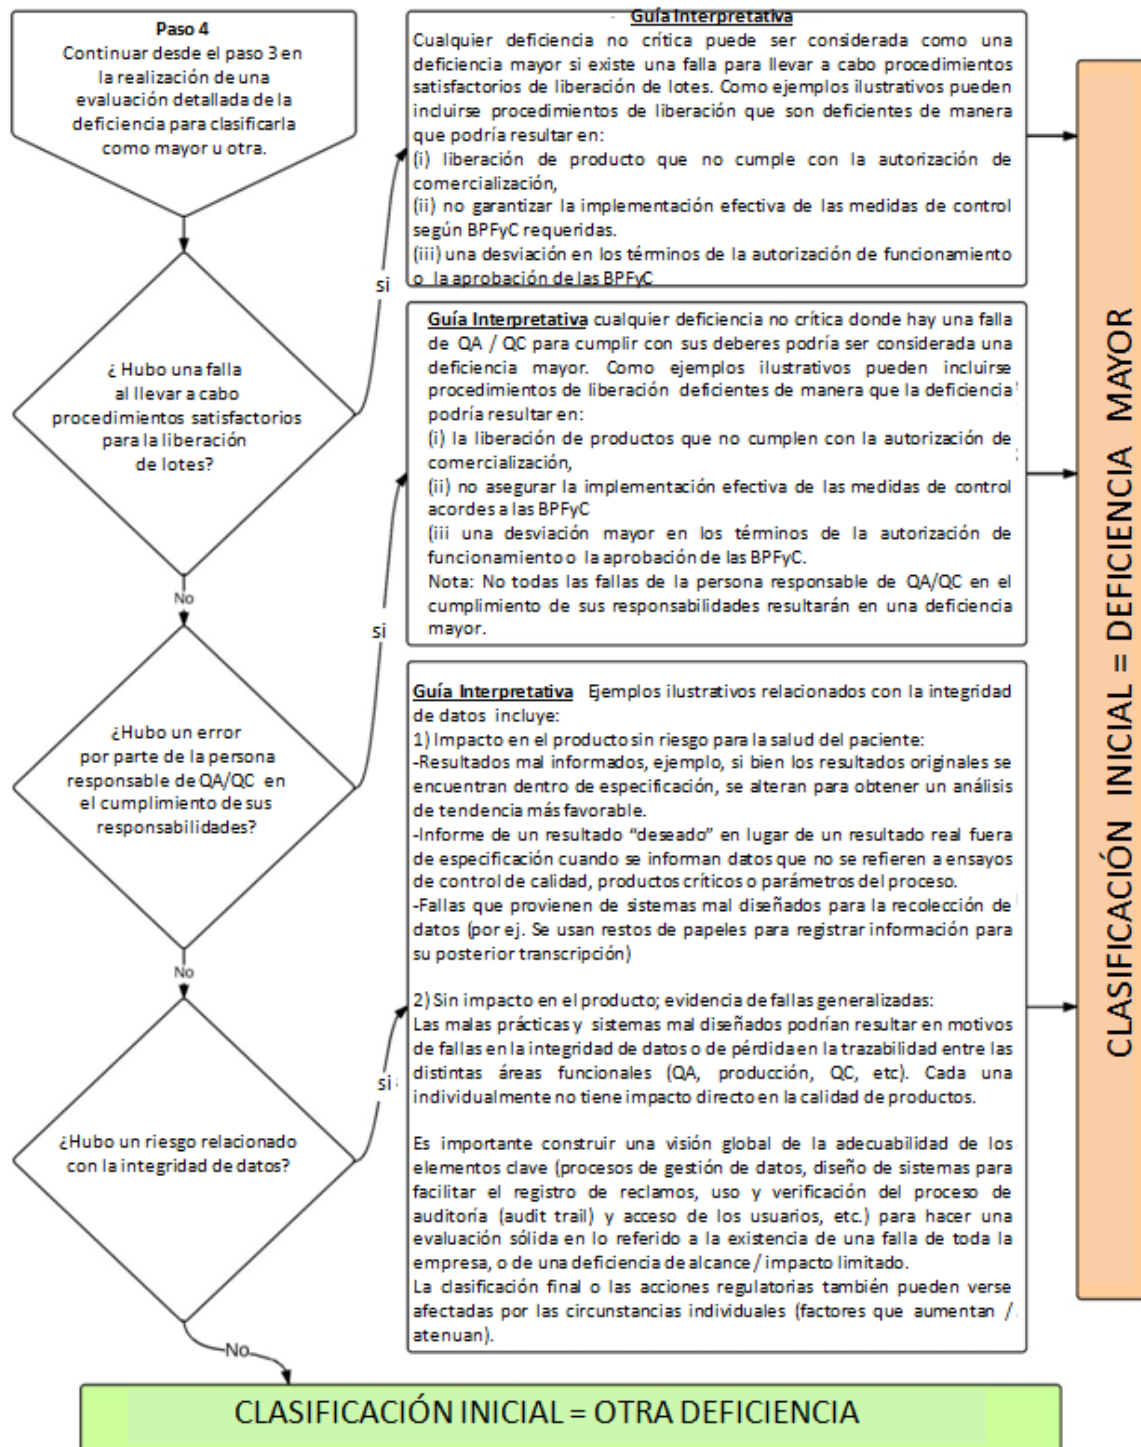 Paso 4
Continuar desde el paso 3 en
la realización de una
evaluación detallada de la
deficiencia para clasificarla
como mayor u otra.
¿ Hubo una falla
al llevar a cabo
procedimientos satisfactorios
para la liberación
de lotes?
si
No
¿Hubo un error
por parte de la persona
responsable de QA/QC en
el cumplimiento de sus
responsabilidades?
si
No
¿Hubo un riesgo relacionado
con la integridad de datos?
si
No
Guía Interpretativa
Cualquier deficiencia no crítica puede ser considerada como una
deficiencia mayor si existe una falla para llevar a cabo procedimientos
satisfactorios de liberación de lotes. Como ejemplos ilustrativos pueden
incluirse procedimientos de liberación que son deficientes de manera
que podría resultar en:
(i) liberación de producto que no cumple con la autorización de
comercialización,
(ii) no garantizar la implementación efectiva de las medidas de control
según BPFyC requeridas.
(iii) una desviación en los términos de la autorización de funcionamiento
o la aprobación de las BPFyC
Guía Interpretativa cualquier deficiencia no crítica donde hay una falla
de QA / QC para cumplir con sus deberes podría ser considerada una
deficiencia mayor. Como ejemplos ilustrativos pueden incluirse
procedimientos de liberación deficientes de manera que la deficiencia
podría resultar en:
(i) la liberación de productos que no cumplen con la autorización de
comercialización,
(ii) no asegurar la implementación efectiva de las medidas de control
acordes a las BPFyC
(iii una desviación mayor en los términos de la autorización de
funcionamiento o la aprobación de las BPFyC.
Nota: No todas las fallas de la persona responsable de QA/QC en el
cumplimiento de sus responsabilidades resultarán en una deficiencia
mayor.
Guía Interpretativa Ejemplos ilustrativos relacionados con la integridad
de datos incluye:
1) Impacto en el producto sin riesgo para la salud del paciente:
-Resultados mal informados, ejemplo, si bien los resultados originales se
encuentran dentro de especificación, se alteran para obtener un análisis
de tendencia más favorable.
-Informe de un resultado “deseado” en lugar de un resultado real fuera
de especificación cuando se informan datos que no se refieren a ensayos
de control de calidad, productos críticos o parámetros del proceso.
-Fallas que provienen de sistemas mal diseñados para la recolección de
datos (por ej. Se usan restos de papeles para registrar información para
su posterior transcripción)
2) Sin impacto en el producto; evidencia de fallas generalizadas:
Las malas prácticas y sistemas mal diseñados podrían resultar en motivos
de fallas en la integridad de datos o de pérdida en la trazabilidad entre las
distintas áreas funcionales (QA, producción, QC, etc). Cada una
individualmente no tiene impacto directo en la calidad de productos.
Es importante construir una visión global de la adecuabilidad de los
elementos clave (procesos de gestión de datos, diseño de sistemas para
facilitar el registro de reclamos, uso y verificación del proceso de
auditoría (audit trail) y acceso de los usuarios, etc.) para hacer una
evaluación sólida en lo referido a la existencia de una falla de toda la
empresa, o de una deficiencia de alcance / impacto limitado.
La clasificación final o las acciones regulatorias también pueden verse
afectadas por las circunstancias individuales (factores que aumentan /
atenuan).
CLASIFICACIÓN INICIAL = DEFICIENCIA MAYOR
CLASIFICACIÓN INICIAL = OTRA DEFICIENCIA